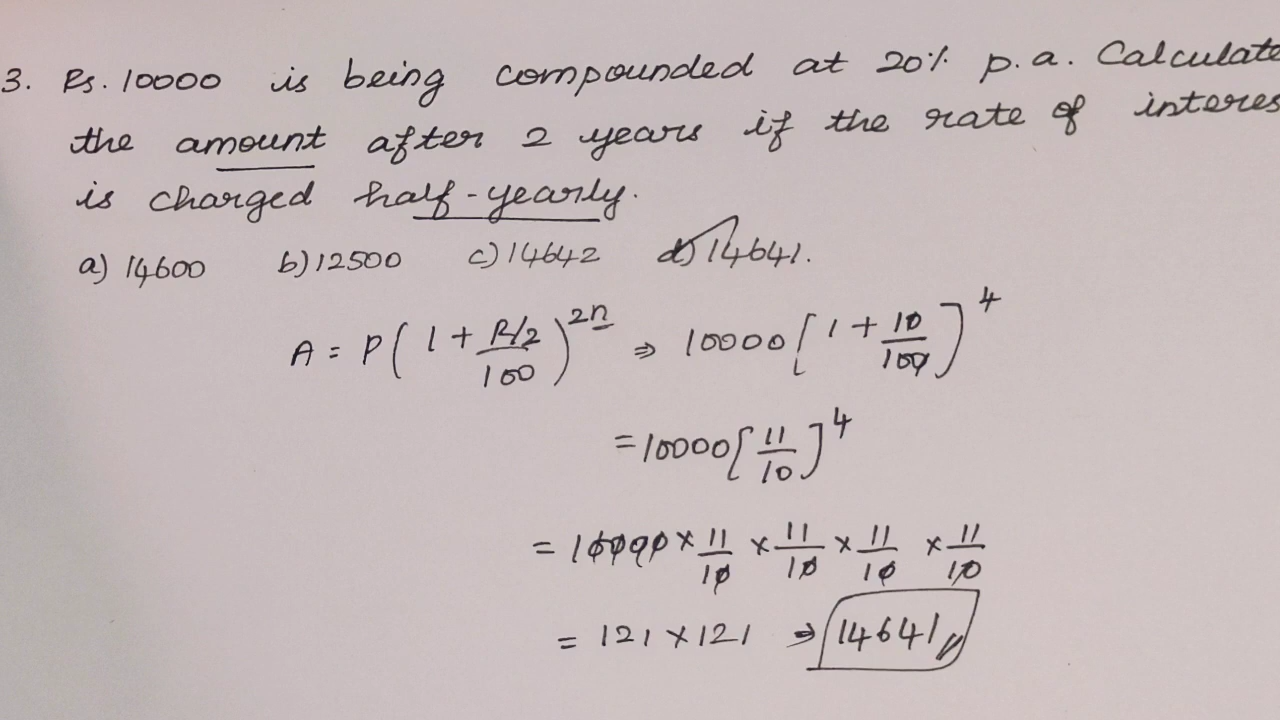 3. Rs. 10000 is being compounded at 20% p.a. Calculate
the amount after 2 years if the rate of interes
is charged half-yearly.
a) 14600 b) 12500 c) 14642 d) 14641.
A = P( 1 + R/2 / 100 )^2n ⇒ 10000 [ 1 + 10/100 ]^4
= 10000 [ 11/10 ]^4
= 10000 × 11/10 × 11/10 × 11/10 × 11/10
= 121 × 121 ⇒ 14641